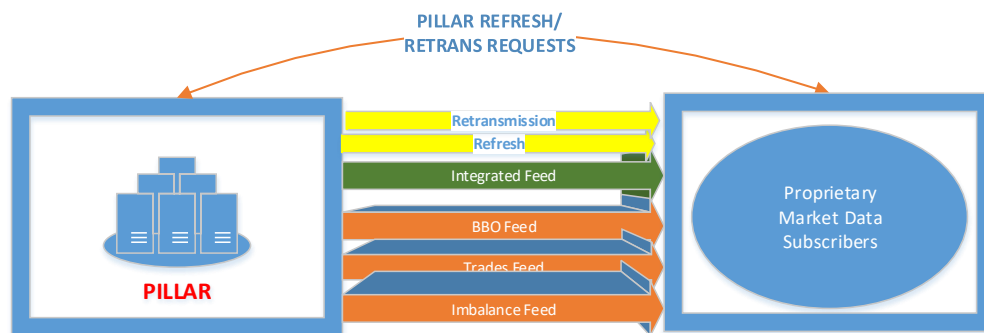 PILLAR REFRESH/
RETRANS REQUESTS
Retransmission
Refresh
Integrated Feed
BBO Feed
Trades Feed
Imbalance Feed
PILLAR
Proprietary
Market Data
Subscribers